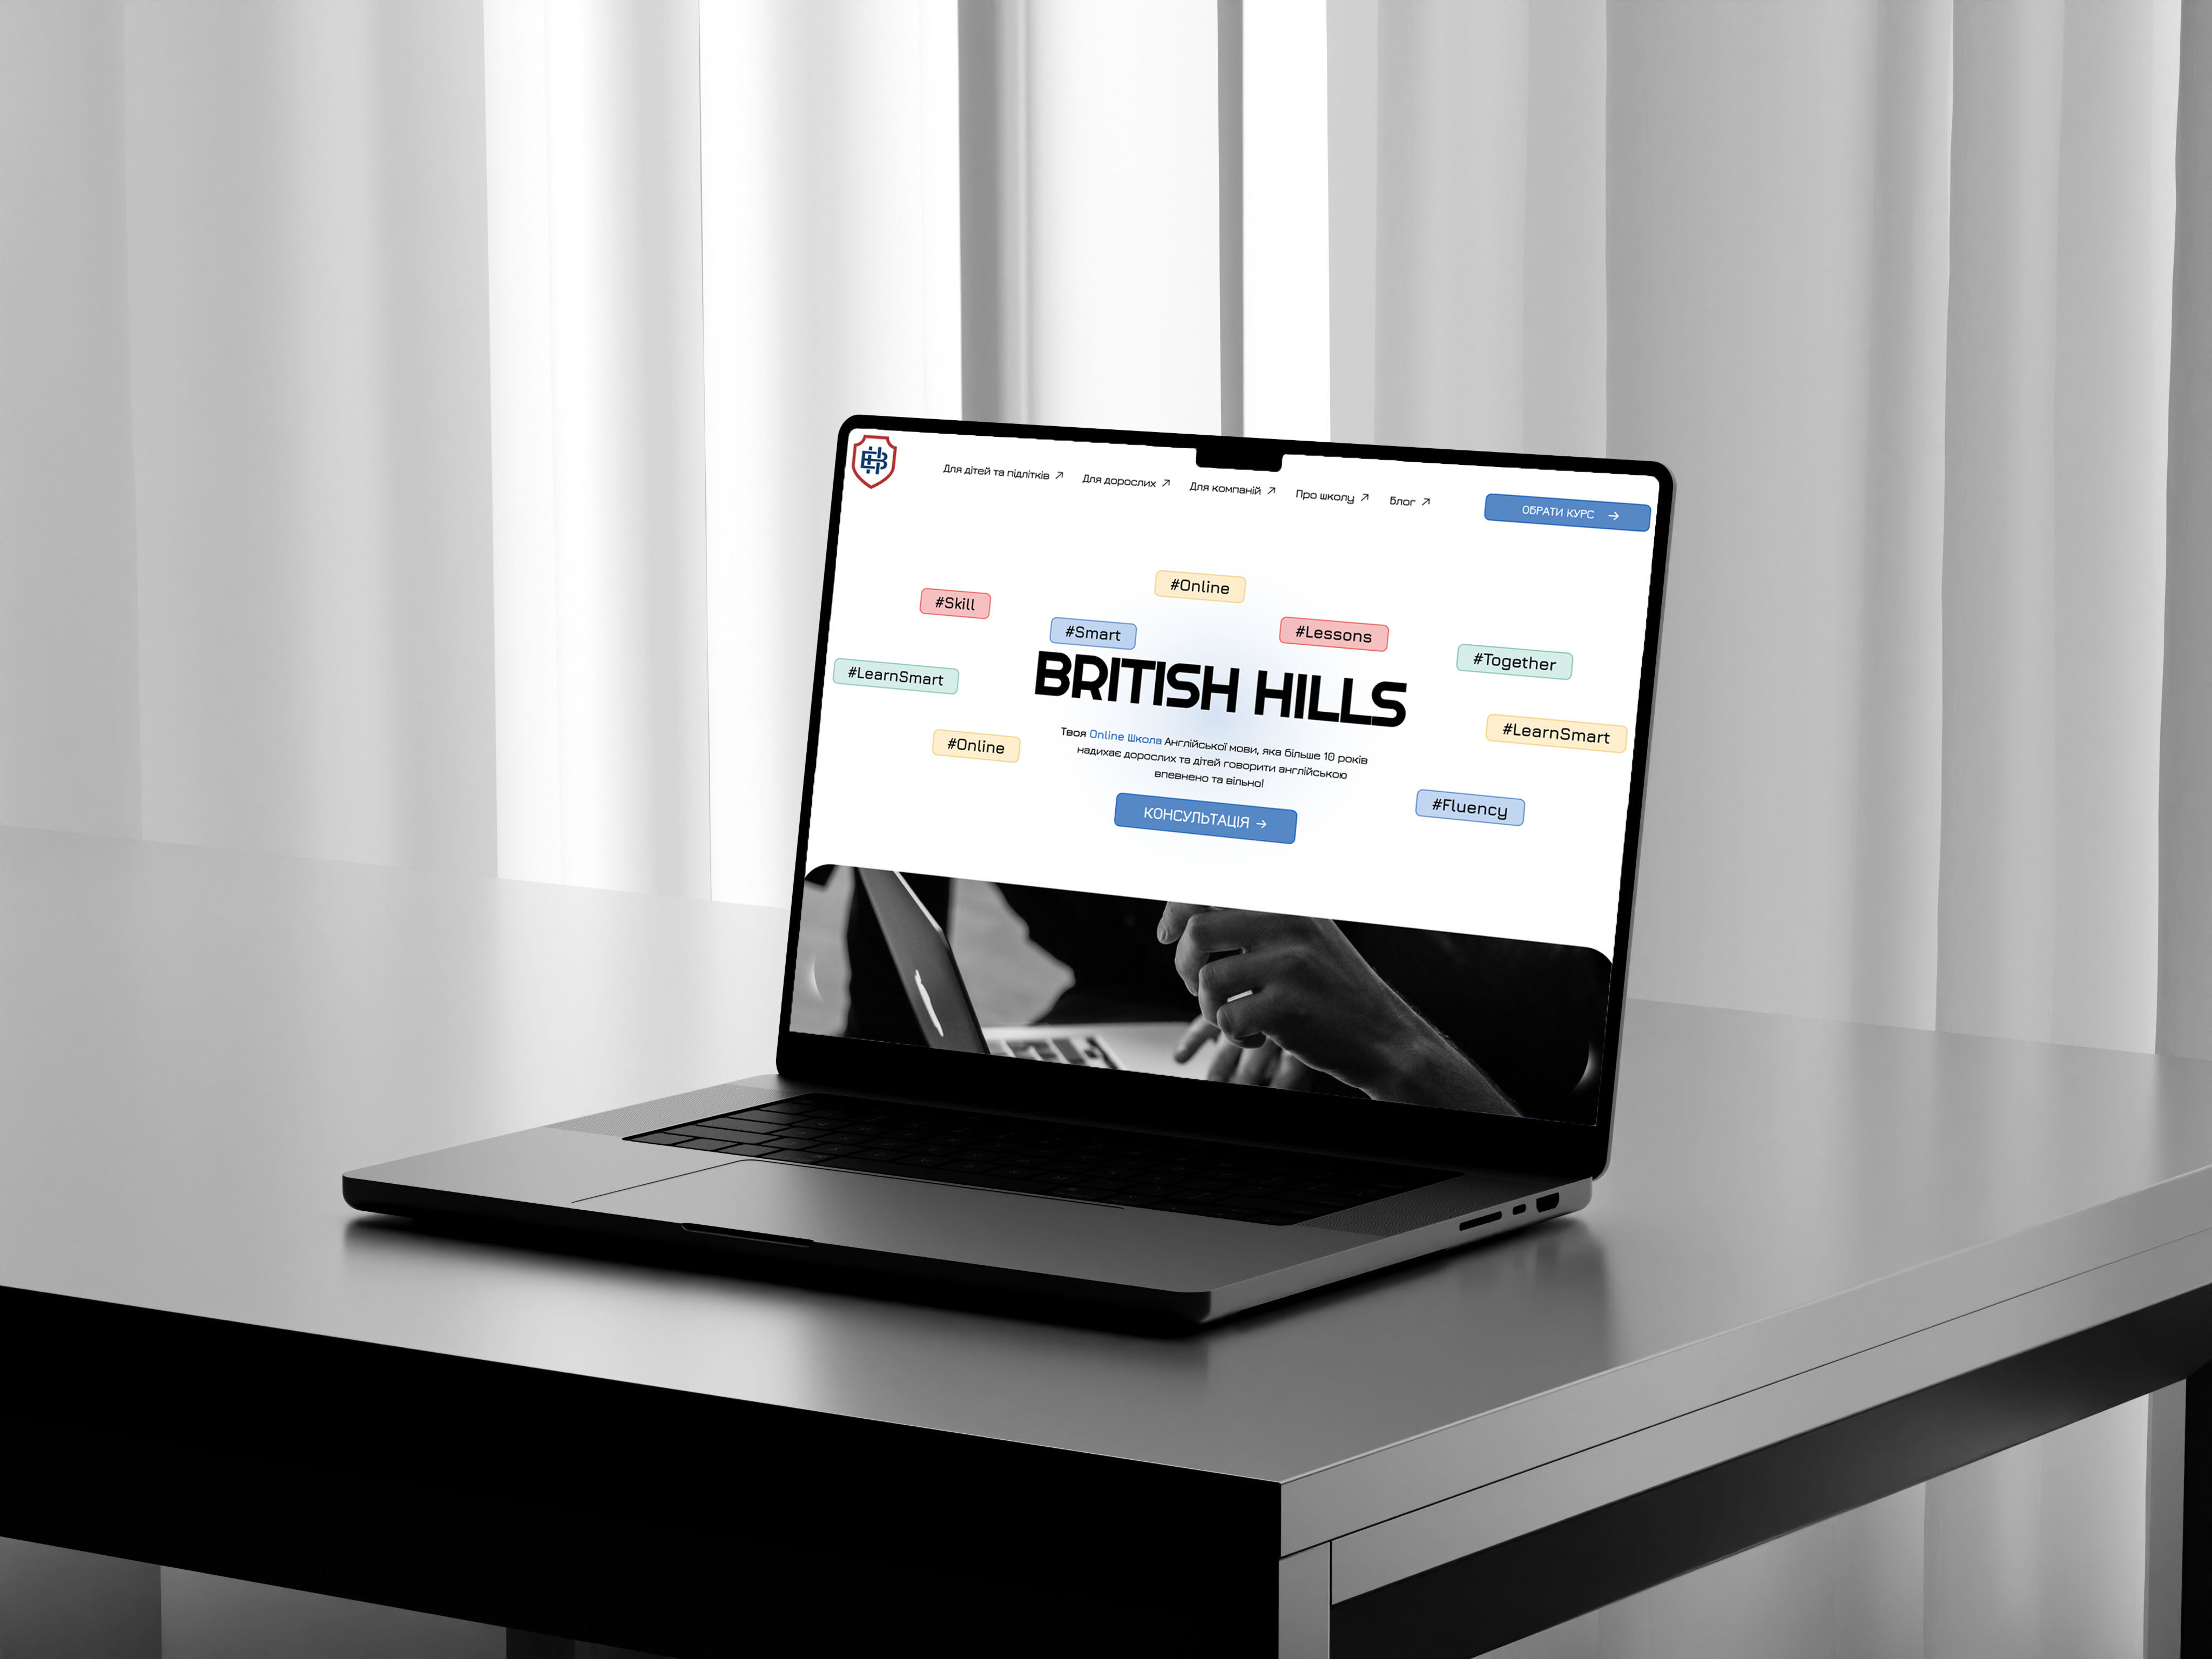 Для дітей та підлітків ↗ Для дорослих ↗ Для компаній ↗ Про школу ↗ Блог ↗
ОБРАТИ КУРС →
#Online
#Skill
#Smart
#Lessons
#Together
#LearnSmart
BRITISH HILLS
#LearnSmart
#Online
Твоя Online Школа Англійської мови, яка більше 10 років
надихає дорослих та дітей говорити англійською
впевнено та вільно!
#Fluency
КОНСУЛЬТАЦІЯ →